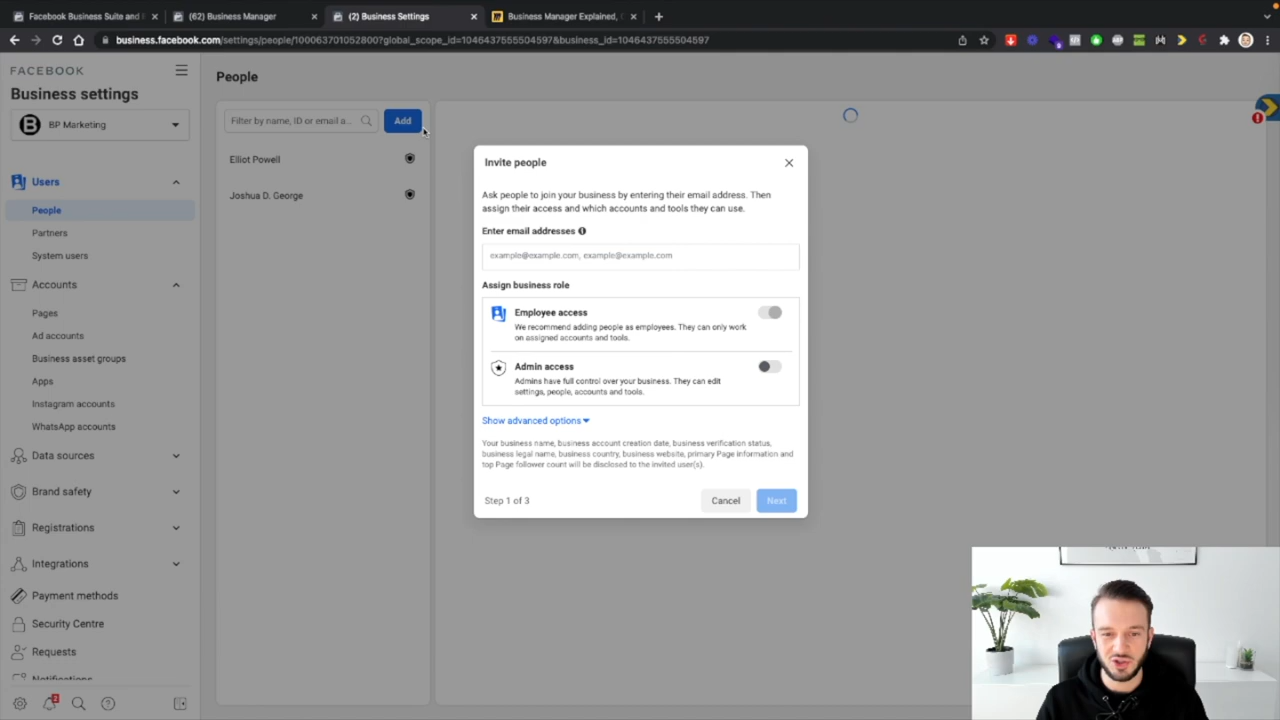 Facebook Business Suite and
(62) Business Manager
(2) Business Settings
Business Manager Explained,
business.facebook.com/settings/people/100063701052800?global_scope_id=1046437555504597&business_id=1046437555504597
FACEBOOK
Business settings
BP Marketing
Users
People
Partners
System users
Accounts
Pages
Ad accounts
Business asset groups
Apps
Instagram accounts
WhatsApp accounts
Data sources
Brand safety
Registrations
Integrations
Payment methods
Security Centre
Requests
Notifications
2
People
Filter by name, ID or email a...
Add
Elliot Powell
Joshua D. George
Invite people
Ask people to join your business by entering their email address. Then
assign their access and which accounts and tools they can use.
Enter email addresses
example@example.com, example@example.com
Assign business role
Employee access
We recommend adding people as employees. They can only work
on assigned accounts and tools.
Admin access
Admins have full control over your business. They can edit
settings, people, accounts and tools.
Show advanced options
Your business name, business account creation date, business verification status,
business legal name, business country, business website, primary Page information and
top Page follower count will be disclosed to the invited user(s).
Step 1 of 3
Cancel
Next